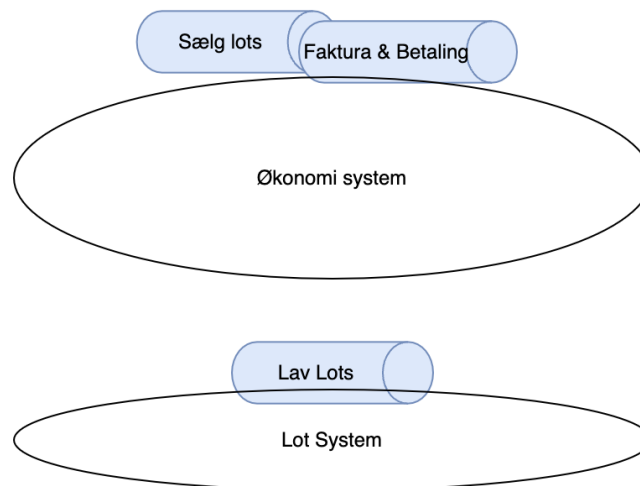 Sælg lots
Faktura & Betaling
Økonomi system
Lav Lots
Lot System